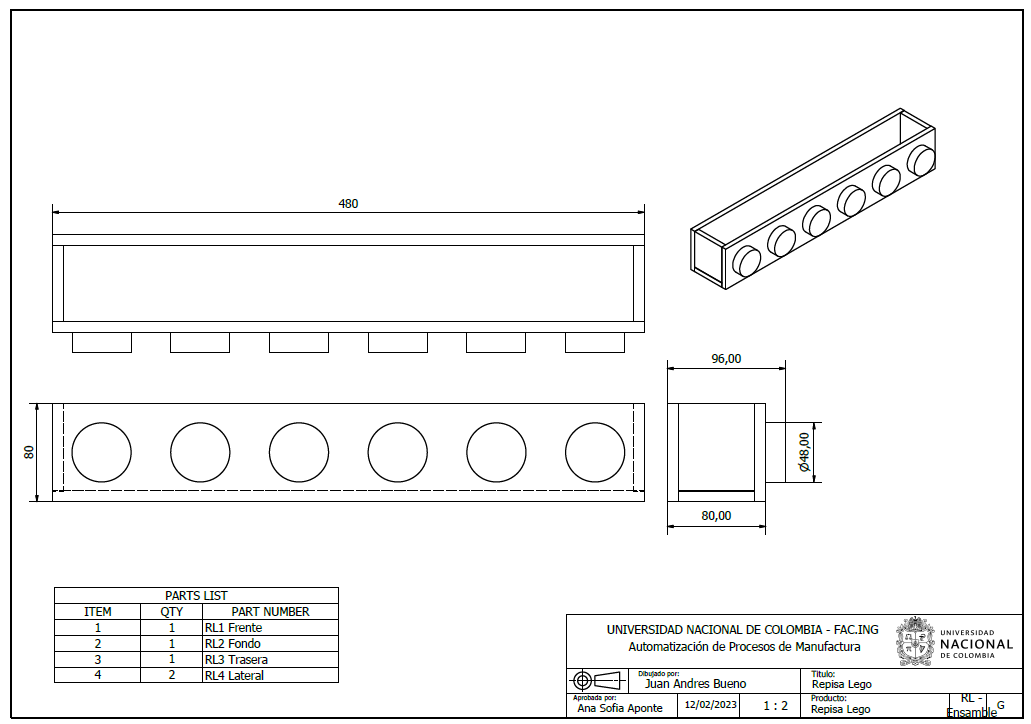 480
96,00
80
Ø48,00
80,00
PARTS LIST
ITEM QTY PART NUMBER
1 1 RL1 Frente
2 1 RL2 Fondo
3 1 RL3 Trasera
4 2 RL4 Lateral
UNIVERSIDAD NACIONAL DE COLOMBIA - FAC.ING
Automatización de Procesos de Manufactura
UNIVERSIDAD
NACIONAL
DE COLOMBIA
Dibujado por:
Juan Andres Bueno
Titulo:
Repisa Lego
Aprobada por:
Ana Sofia Aponte
12/02/2023
1 : 2
Producto:
Repisa Lego
RL -
Ensamble
G